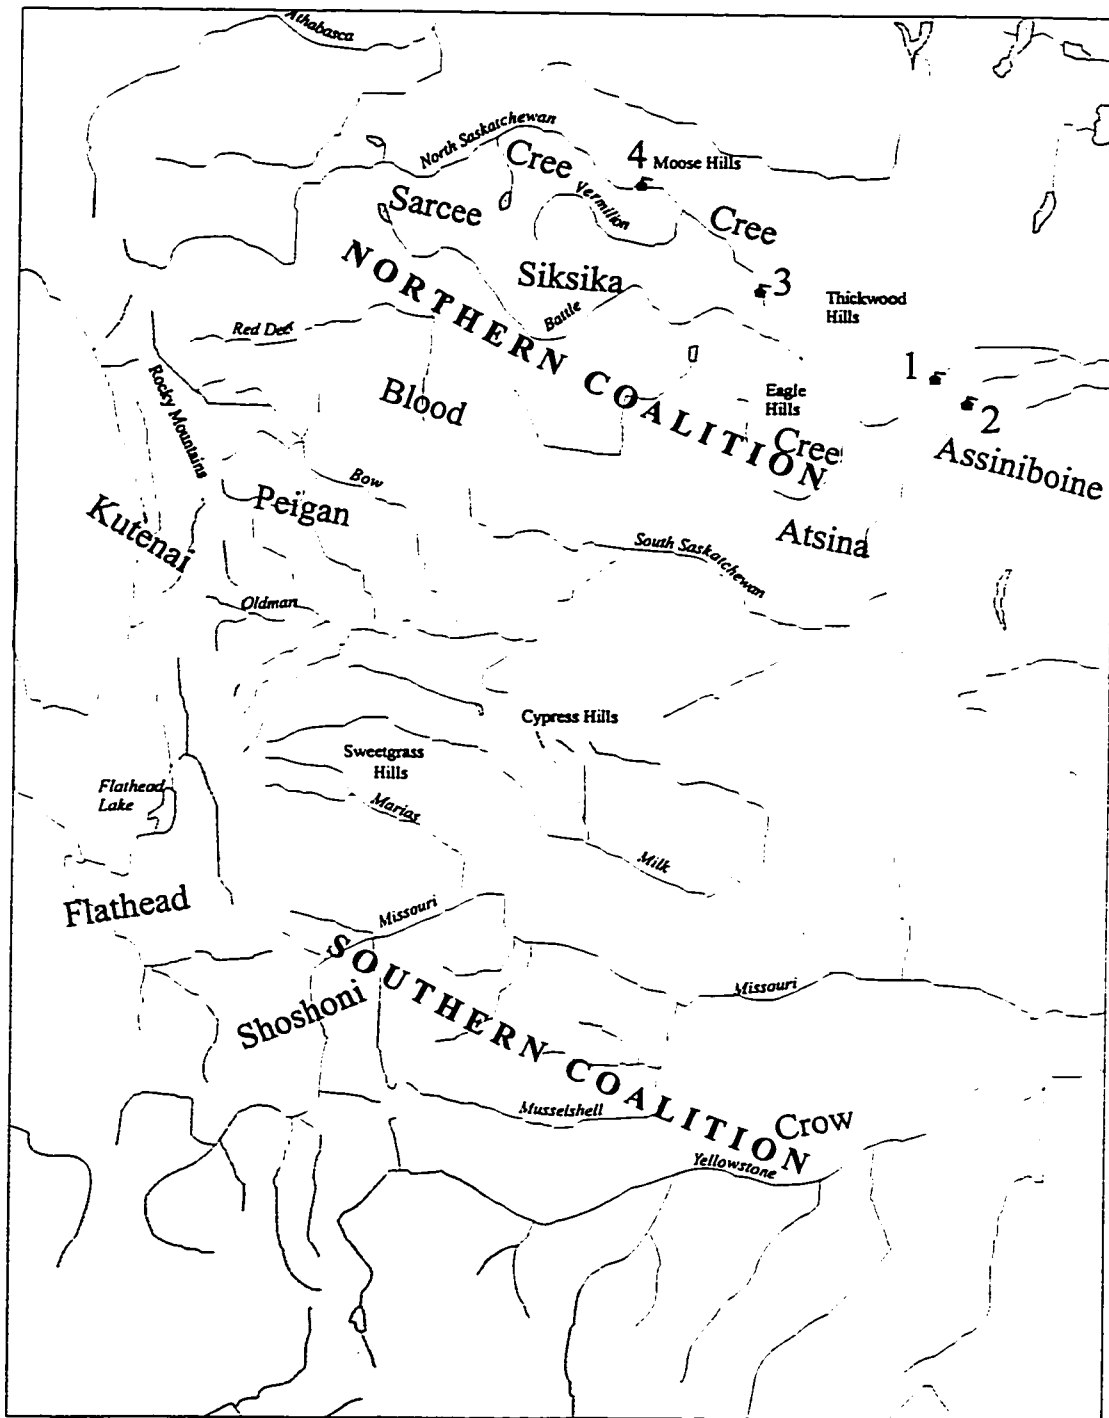 Athabasca
North Saskatchewan
4
Moose Hills
Cree
Vermilion
Sarcee
Cree
Siksika
3
NORTHERN COALITION
Thickwood
Hills
Battle
Red Deer
1
Rocky Mountains
Blood
Eagle
Hills
2
Cree
Assiniboine
Bow
Peigan
Kutenai
Atsina
South Saskatchewan
Oldman
Cypress Hills
Sweetgrass
Hills
Flathead
Lake
Marias
Milk
Flathead
Missouri
SOUTHERN COALITION
Missouri
Shoshoni
Musselshell
Crow
Yellowstone